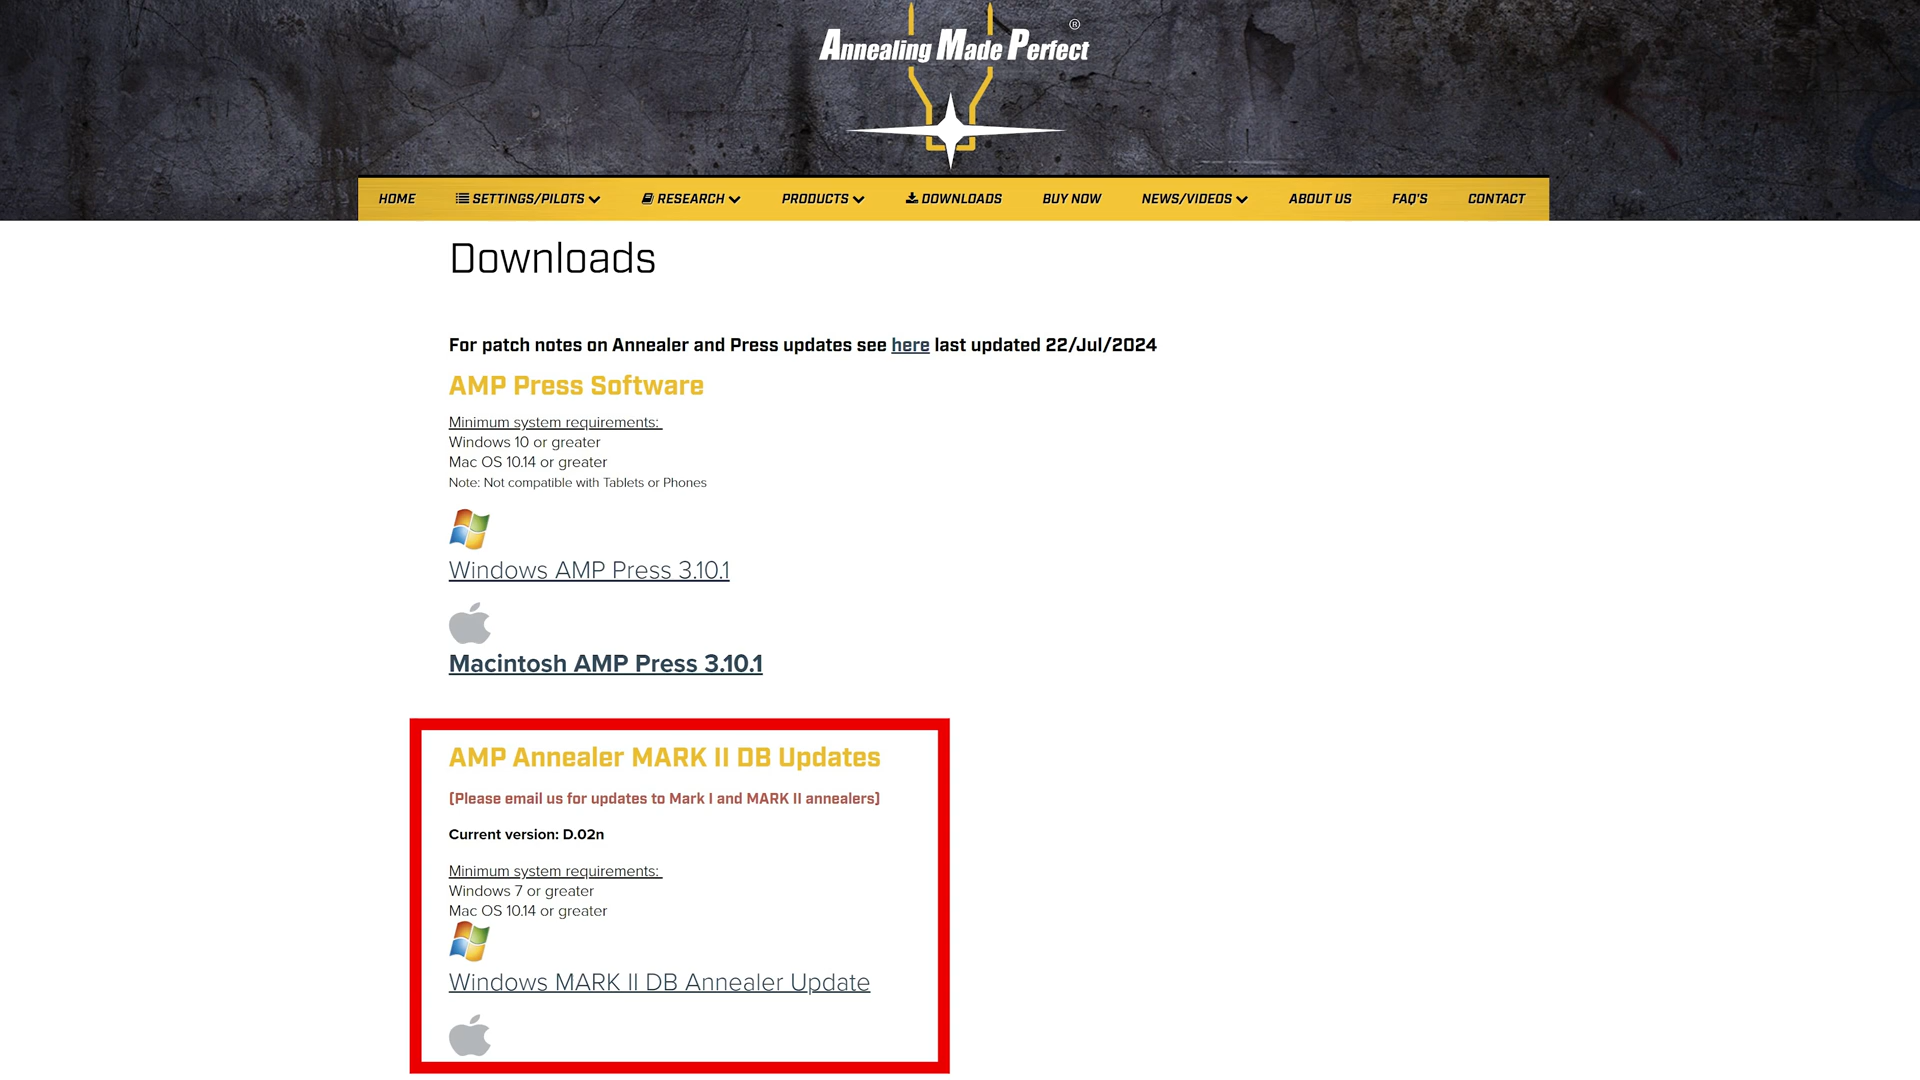 Annealing Made Perfect ®
HOME SETTINGS/PILOTS RESEARCH PRODUCTS DOWNLOADS BUY NOW NEWS/VIDEOS ABOUT US FAQ'S CONTACT
Downloads
For patch notes on Annealer and Press updates see here last updated 22/Jul/2024
AMP Press Software
Minimum system requirements:
Windows 10 or greater
Mac OS 10.14 or greater
Note: Not compatible with Tablets or Phones
Windows AMP Press 3.10.1
Macintosh AMP Press 3.10.1
AMP Annealer MARK II DB Updates
[Please email us for updates to Mark I and MARK II annealers]
Current version: D.02n
Minimum system requirements:
Windows 7 or greater
Mac OS 10.14 or greater
Windows MARK II DB Annealer Update